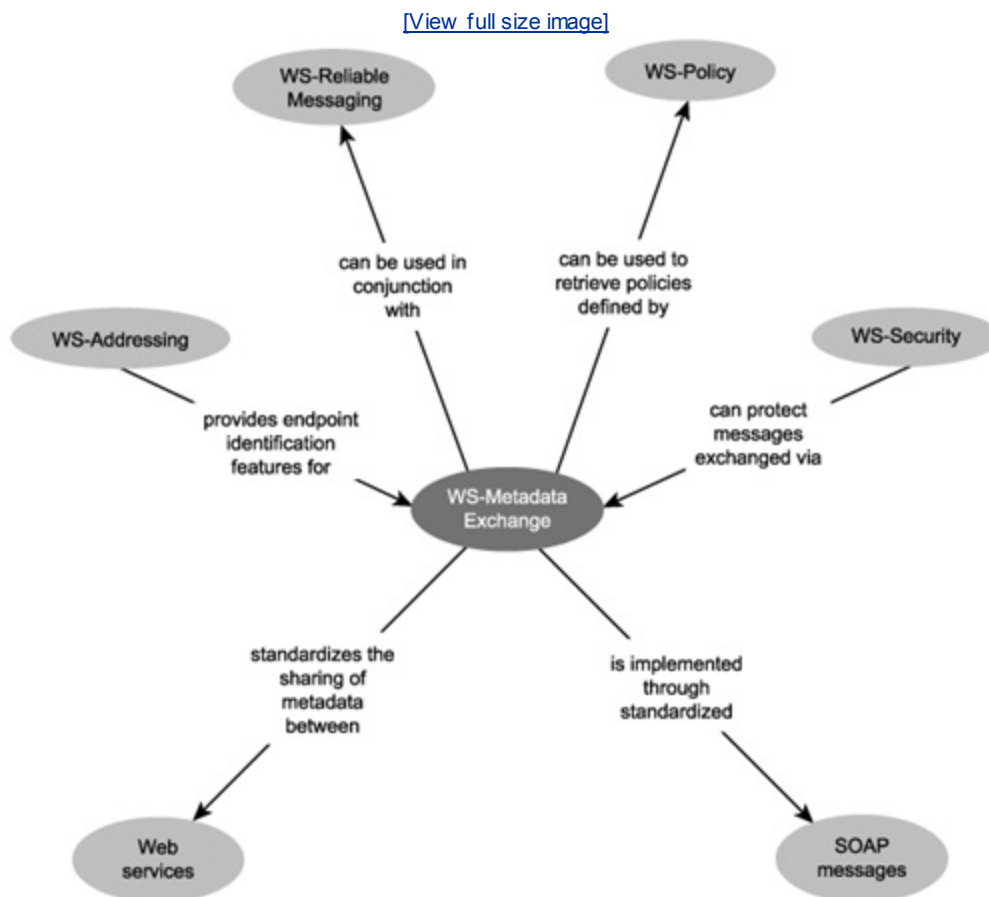 [View full size image]
WS-Reliable
Messaging
WS-Policy
can be used in
conjunction
with
can be used to
retrieve policies
defined by
WS-Addressing
WS-Security
provides endpoint
identification
features for
can protect
messages
exchanged via
WS-Metadata
Exchange
standardizes the
sharing of
metadata
between
is implemented
through
standardized
Web
services
SOAP
messages